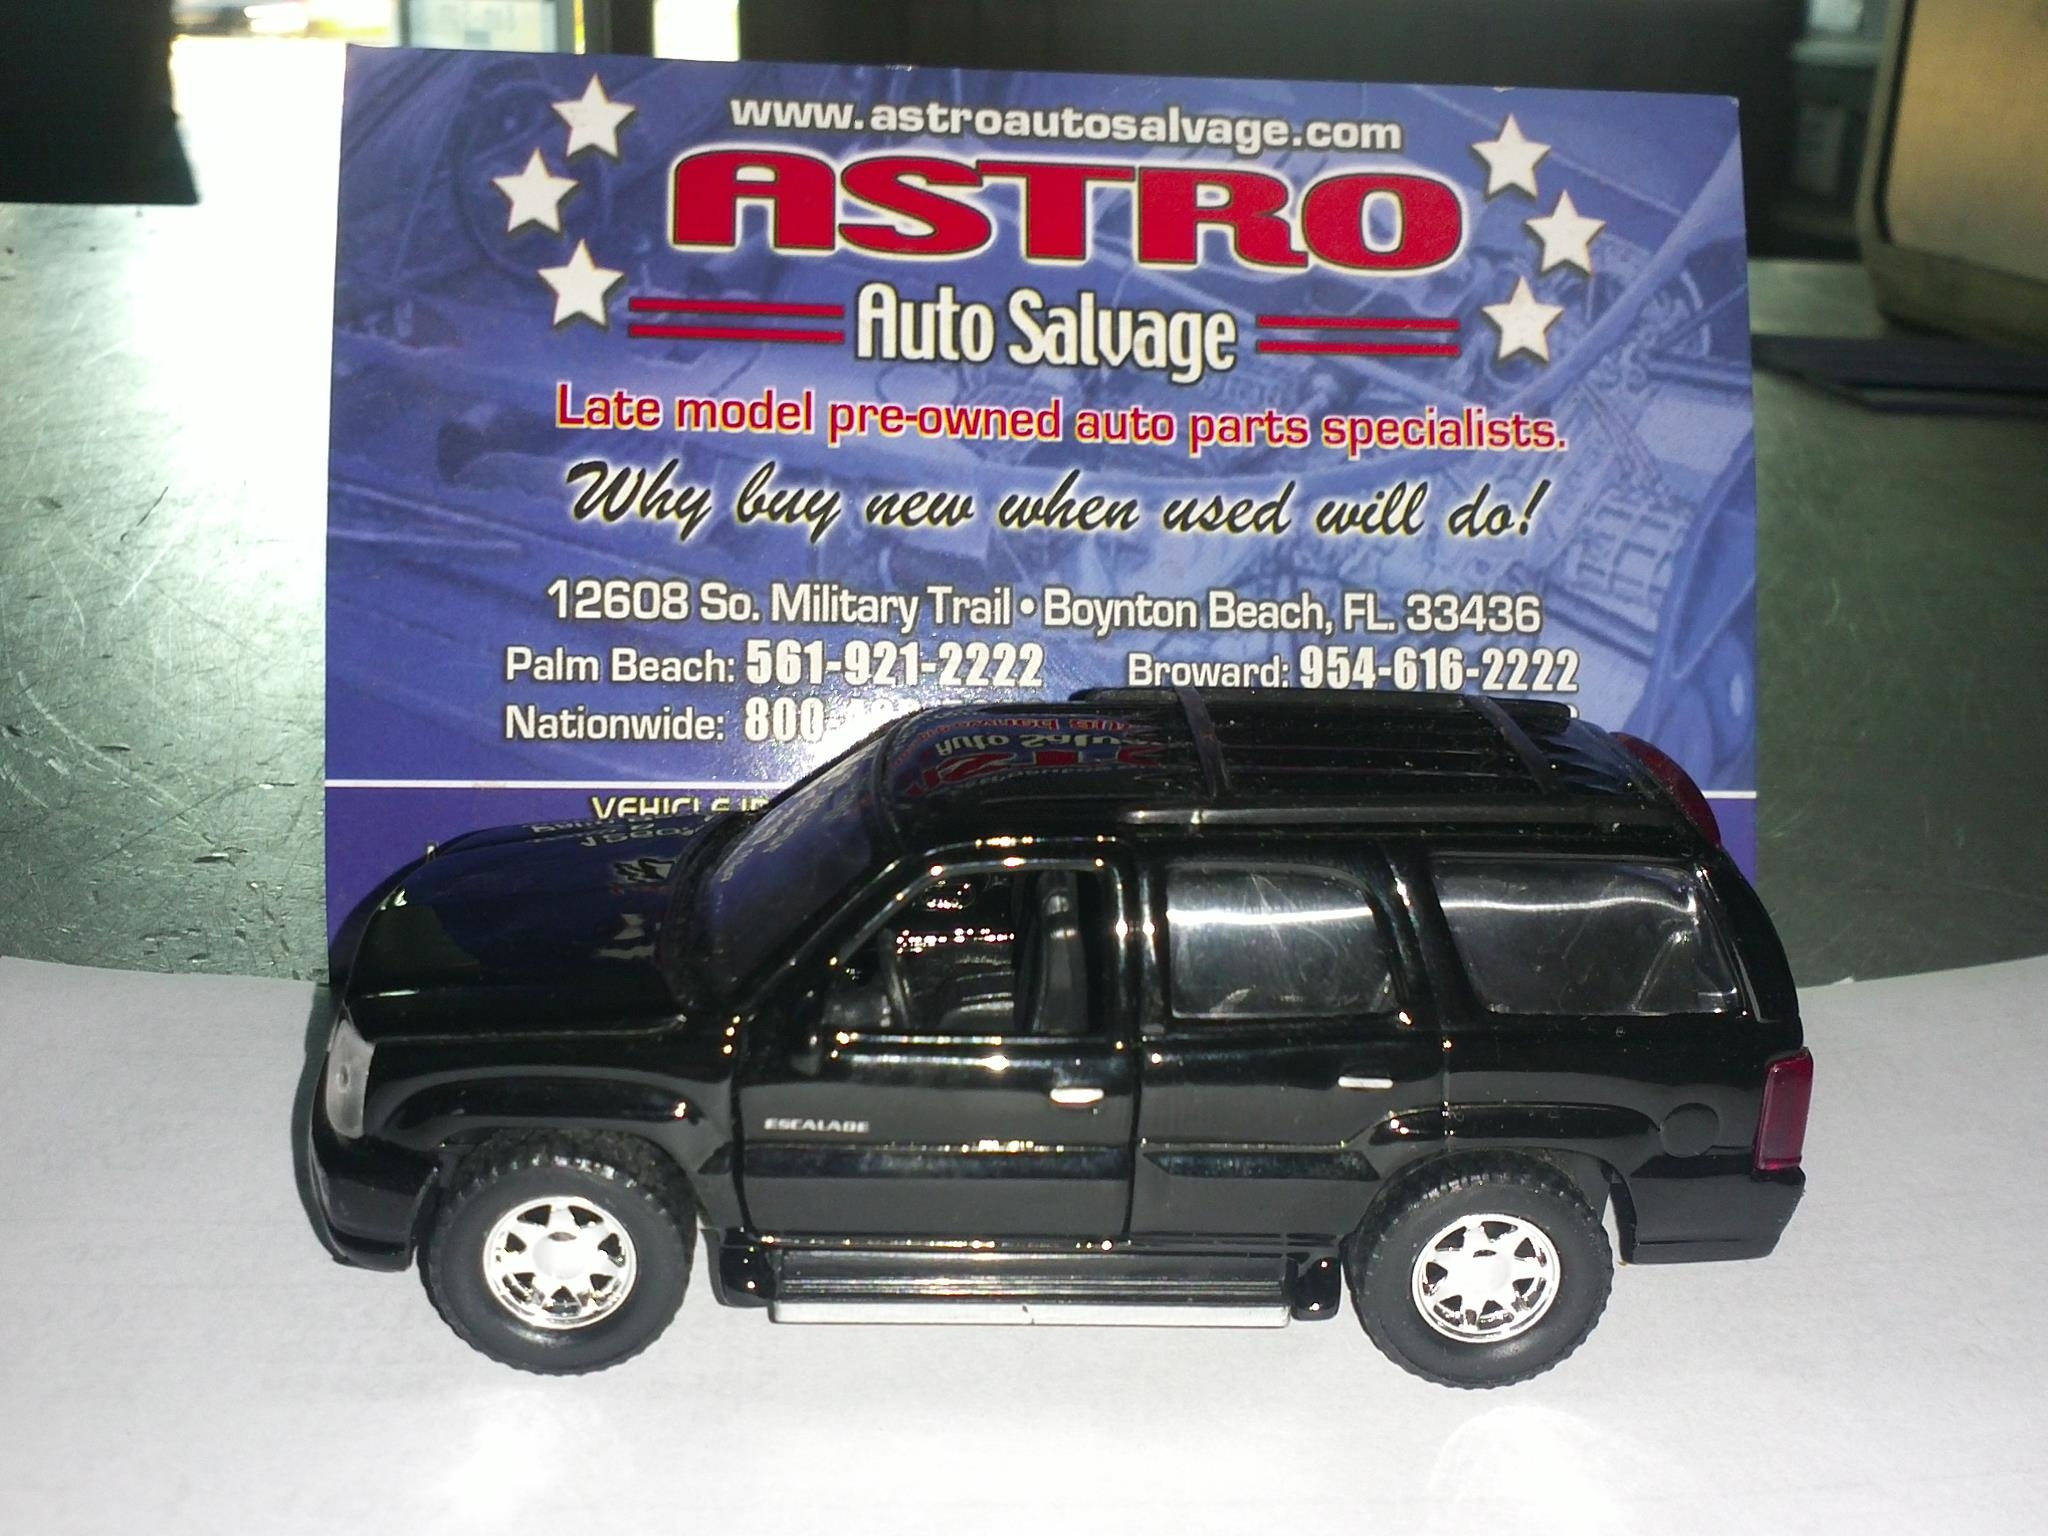 www.astroautosalvage.com
ASTRO
Auto Salvage
Late model pre-owned auto parts specialists.
Why buy new when used will do!
12608 So. Military Trail • Boynton Beach, FL. 33436
Palm Beach: 561-921-2222 Broward: 954-616-2222
Nationwide: 800-
VEHICLE
ESCALADE